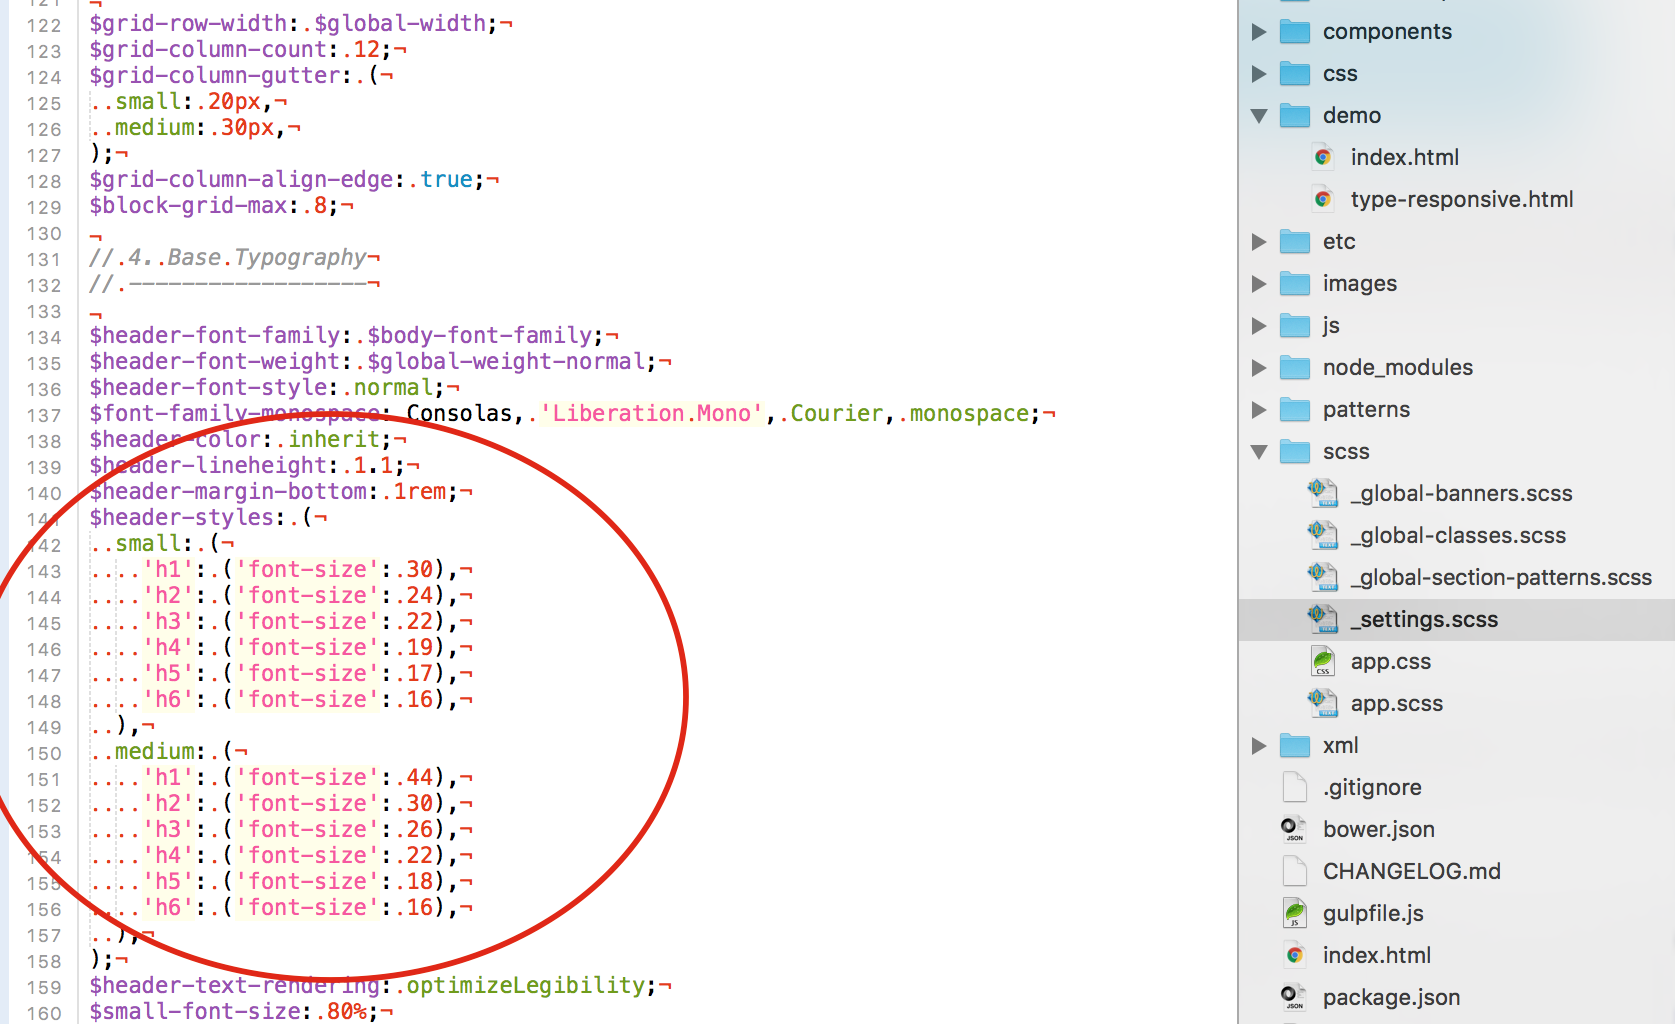 121 ¬
122 $grid-row-width:.$global-width;¬
123 $grid-column-count:.12;¬
124 $grid-column-gutter:.(¬
125 ..small:.20px,¬
126 ..medium:.30px,¬
127 );¬
128 $grid-column-align-edge:.true;¬
129 $block-grid-max:.8;¬
130 ¬
131 //.4..Base.Typography¬
132 //.------------------¬
133 ¬
134 $header-font-family:.$body-font-family;¬
135 $header-font-weight:.$global-weight-normal;¬
136 $header-font-style:.normal;¬
137 $font-family-monospace:.Consolas,.'Liberation.Mono',.Courier,.monospace;¬
138 $header-color:.inherit;¬
139 $header-lineheight:.1.1;¬
140 $header-margin-bottom:.1rem;¬
141 $header-styles:.(¬
142 ..small:.(¬
143 ....'h1':.('font-size':.30),¬
144 ....'h2':.('font-size':.24),¬
145 ....'h3':.('font-size':.22),¬
146 ....'h4':.('font-size':.19),¬
147 ....'h5':.('font-size':.17),¬
148 ....'h6':.('font-size':.16),¬
149 ..),¬
150 ..medium:.(¬
151 ....'h1':.('font-size':.44),¬
152 ....'h2':.('font-size':.30),¬
153 ....'h3':.('font-size':.26),¬
154 ....'h4':.('font-size':.22),¬
155 ....'h5':.('font-size':.18),¬
156 ....'h6':.('font-size':.16),¬
157 ..),¬
158 );¬
159 $header-text-rendering:.optimizeLegibility;¬
160 $small-font-size:.80%;¬
components
css
demo
index.html
type-responsive.html
etc
images
js
node_modules
patterns
scss
_global-banners.scss
_global-classes.scss
_global-section-patterns.scss
_settings.scss
app.css
app.scss
xml
.gitignore
bower.json
CHANGELOG.md
gulpfile.js
index.html
package.json